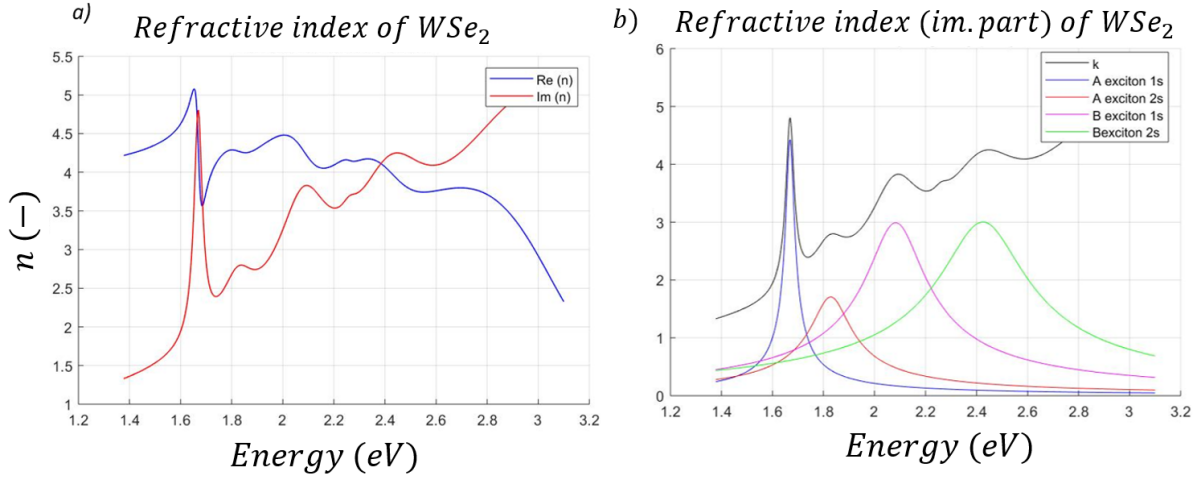 a)
Refractive index of WSe₂
n (−)
5.5
5
4.5
4
3.5
3
2.5
2
1.5
1
1.2 1.4 1.6 1.8 2 2.2 2.4 2.6 2.8 3 3.2
Energy (eV)
Re (n)
Im (n)
b)
Refractive index (im. part) of WSe₂
6
5
4
3
2
1
0
1.2 1.4 1.6 1.8 2 2.2 2.4 2.6 2.8 3 3.2
Energy (eV)
k
A exciton 1s
A exciton 2s
B exciton 1s
Bexciton 2s